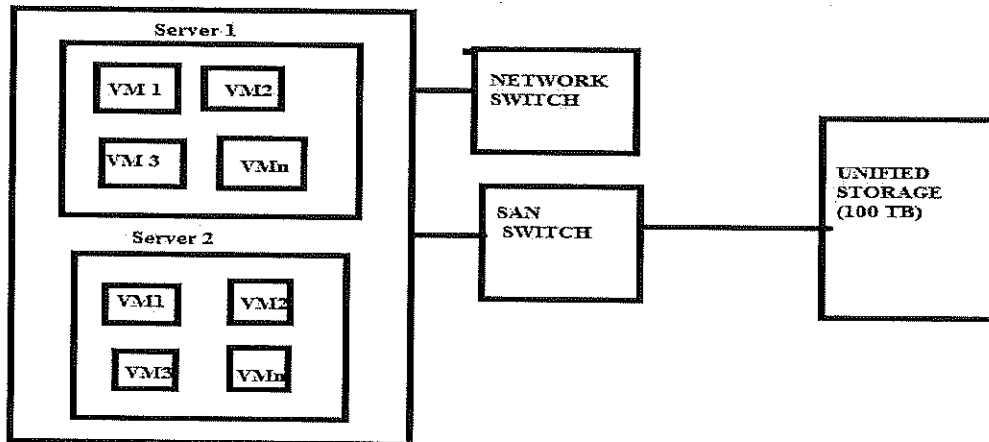 Server 1
VM 1
VM2
VM 3
VMn
Server 2
VM1
VM2
VM3
VMn
NETWORK
SWITCH
SAN
SWITCH
UNIFIED
STORAGE
(100 TB)